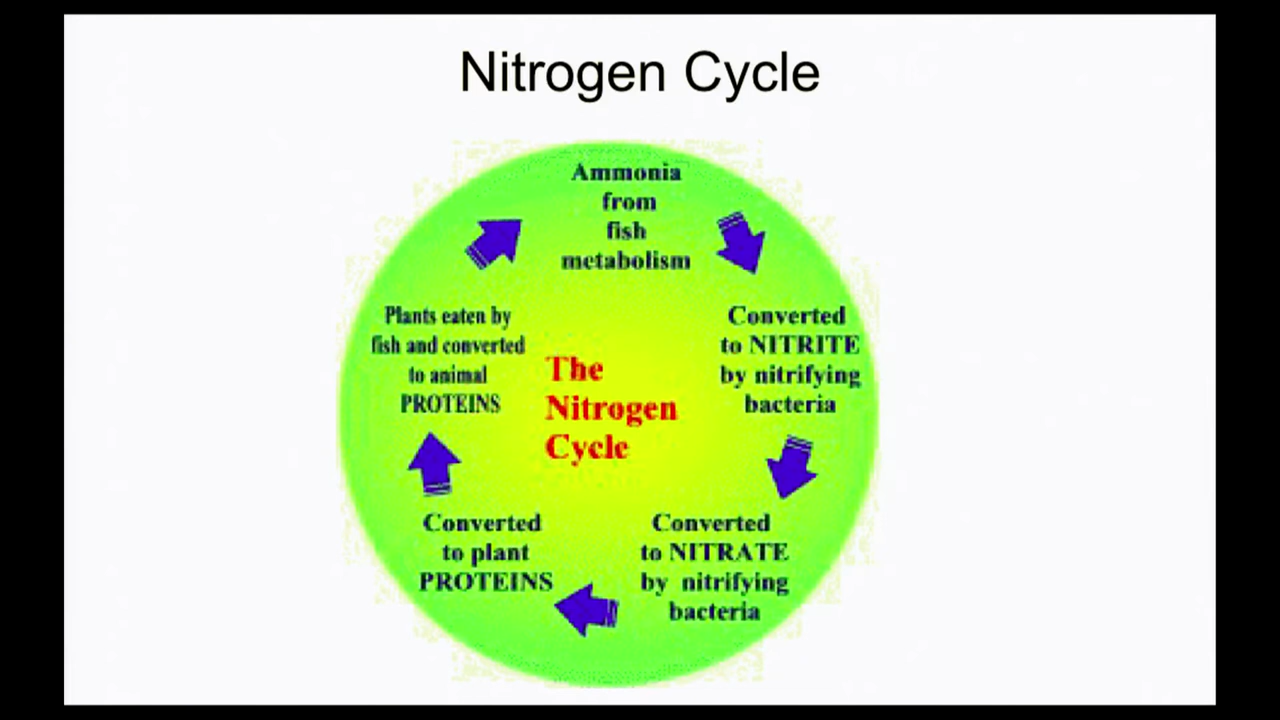 Nitrogen Cycle
Ammonia
from
fish
metabolism
Converted
to NITRITE
by nitrifying
bacteria
Converted
to NITRATE
by nitrifying
bacteria
Converted
to plant
PROTEINS
Plants eaten by
fish and converted
to animal
PROTEINS
The
Nitrogen
Cycle